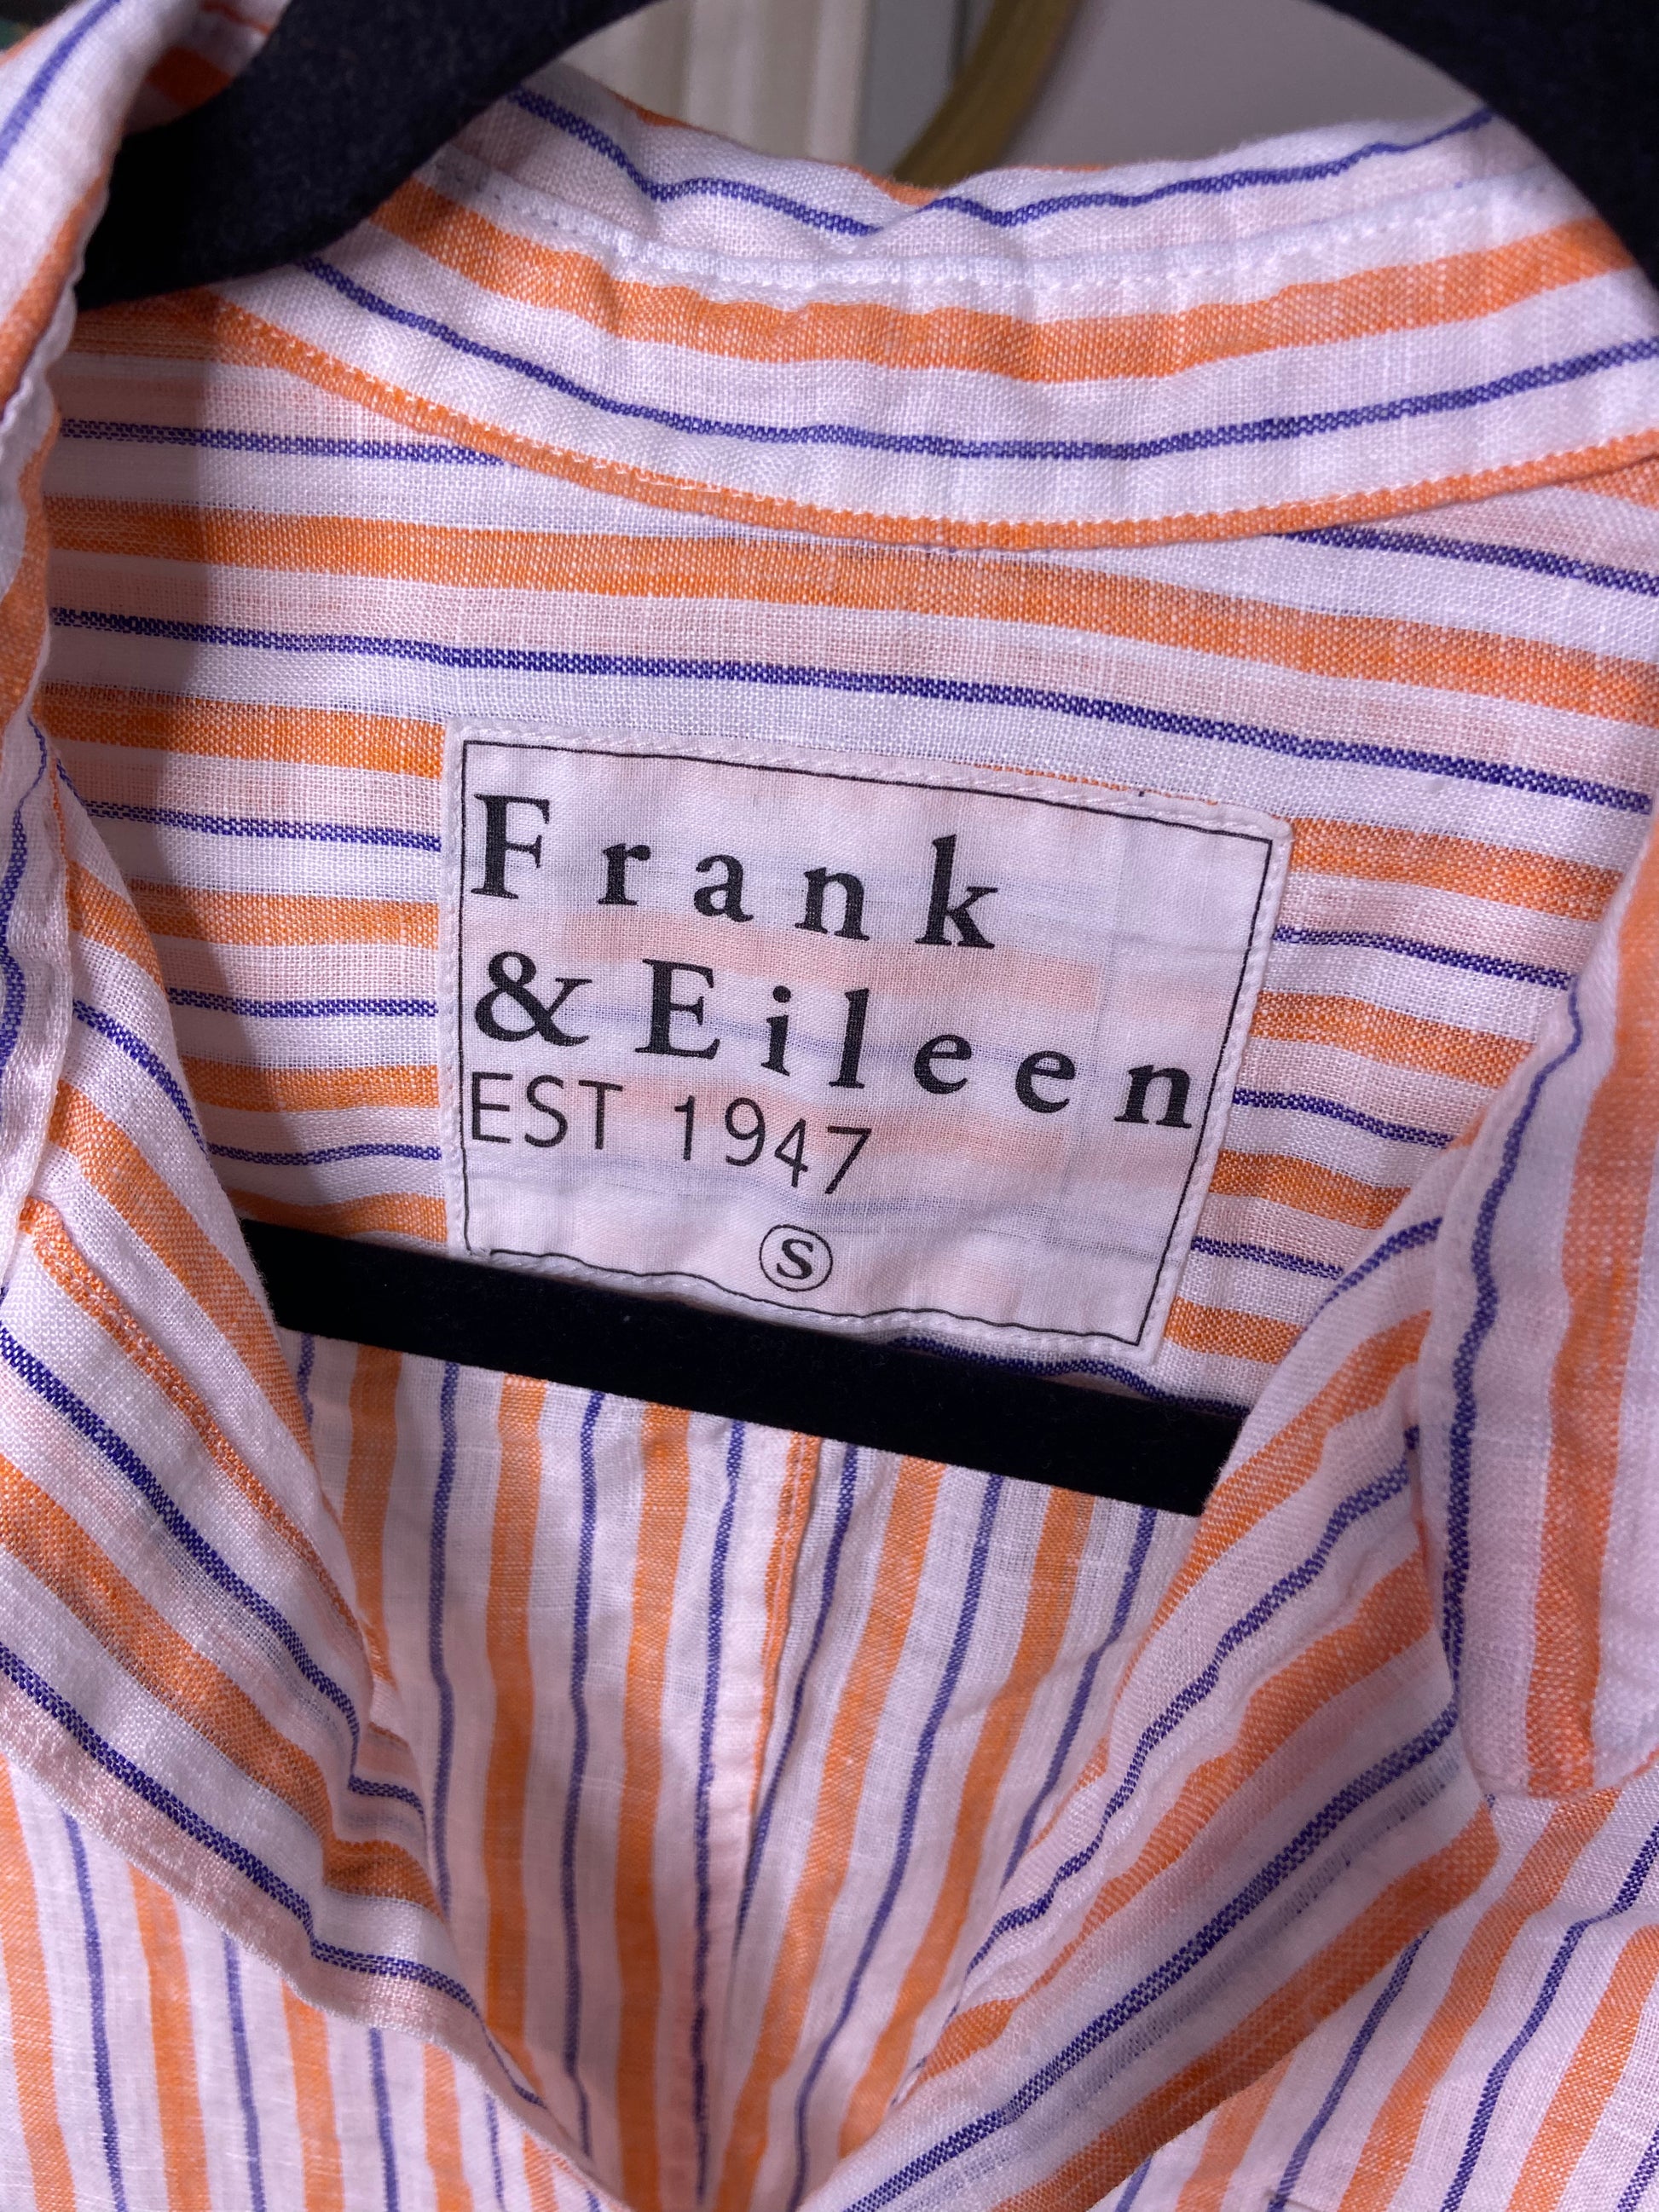 Frank
& Eileen
EST 1947
S